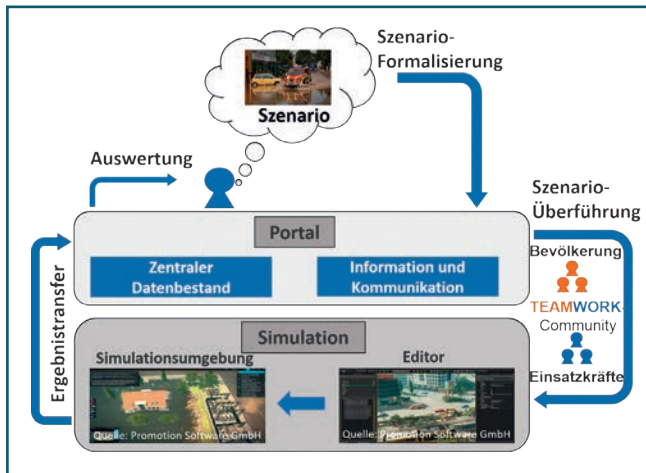 Szenario
Szenario-
Formalisierung
Auswertung
Szenario-
Überführung
Portal
Zentraler
Datenbestand
Information und
Kommunikation
Bevölkerung
TEAMWORK-
Community
Einsatzkräfte
Ergebnistransfer
Simulation
Simulationsumgebung
Editor
Quelle: Promotion Software GmbH
Quelle: Promotion Software GmbH